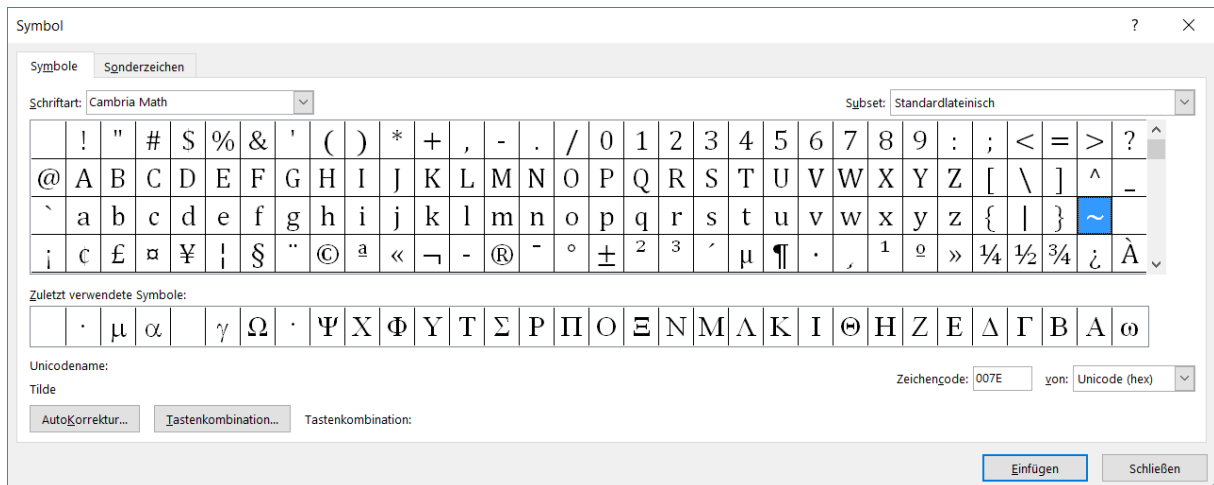 Symbol ? ×
Symbole Sonderzeichen
Schriftart: Cambria Math Subset: Standardlateinisch
! " # $ % & ' ( ) * + , - . / 0 1 2 3 4 5 6 7 8 9 : ; < = > ?
@ A B C D E F G H I J K L M N O P Q R S T U V W X Y Z [ \ ] ^ _
` a b c d e f g h i j k l m n o p q r s t u v w x y z { | } ~
¡ ¢ £ ¤ ¥ ¦ § ¨ © ª « ¬ - ® ¯ ° ± ² ³ ´ µ ¶ · ¸ ¹ º » ¼ ½ ¾ ¿ À
Zuletzt verwendete Symbole:
· μ α γ Ω · Ψ Χ Φ Υ Τ Σ Ρ Π Ο Ξ Ν Μ Λ Κ Ι Θ Η Ζ Ε Δ Γ Β Α ω
Unicodename:
Tilde
Zeichencode: 007E von: Unicode (hex)
AutoKorrektur... Tastenkombination... Tastenkombination:
Einfügen Schließen